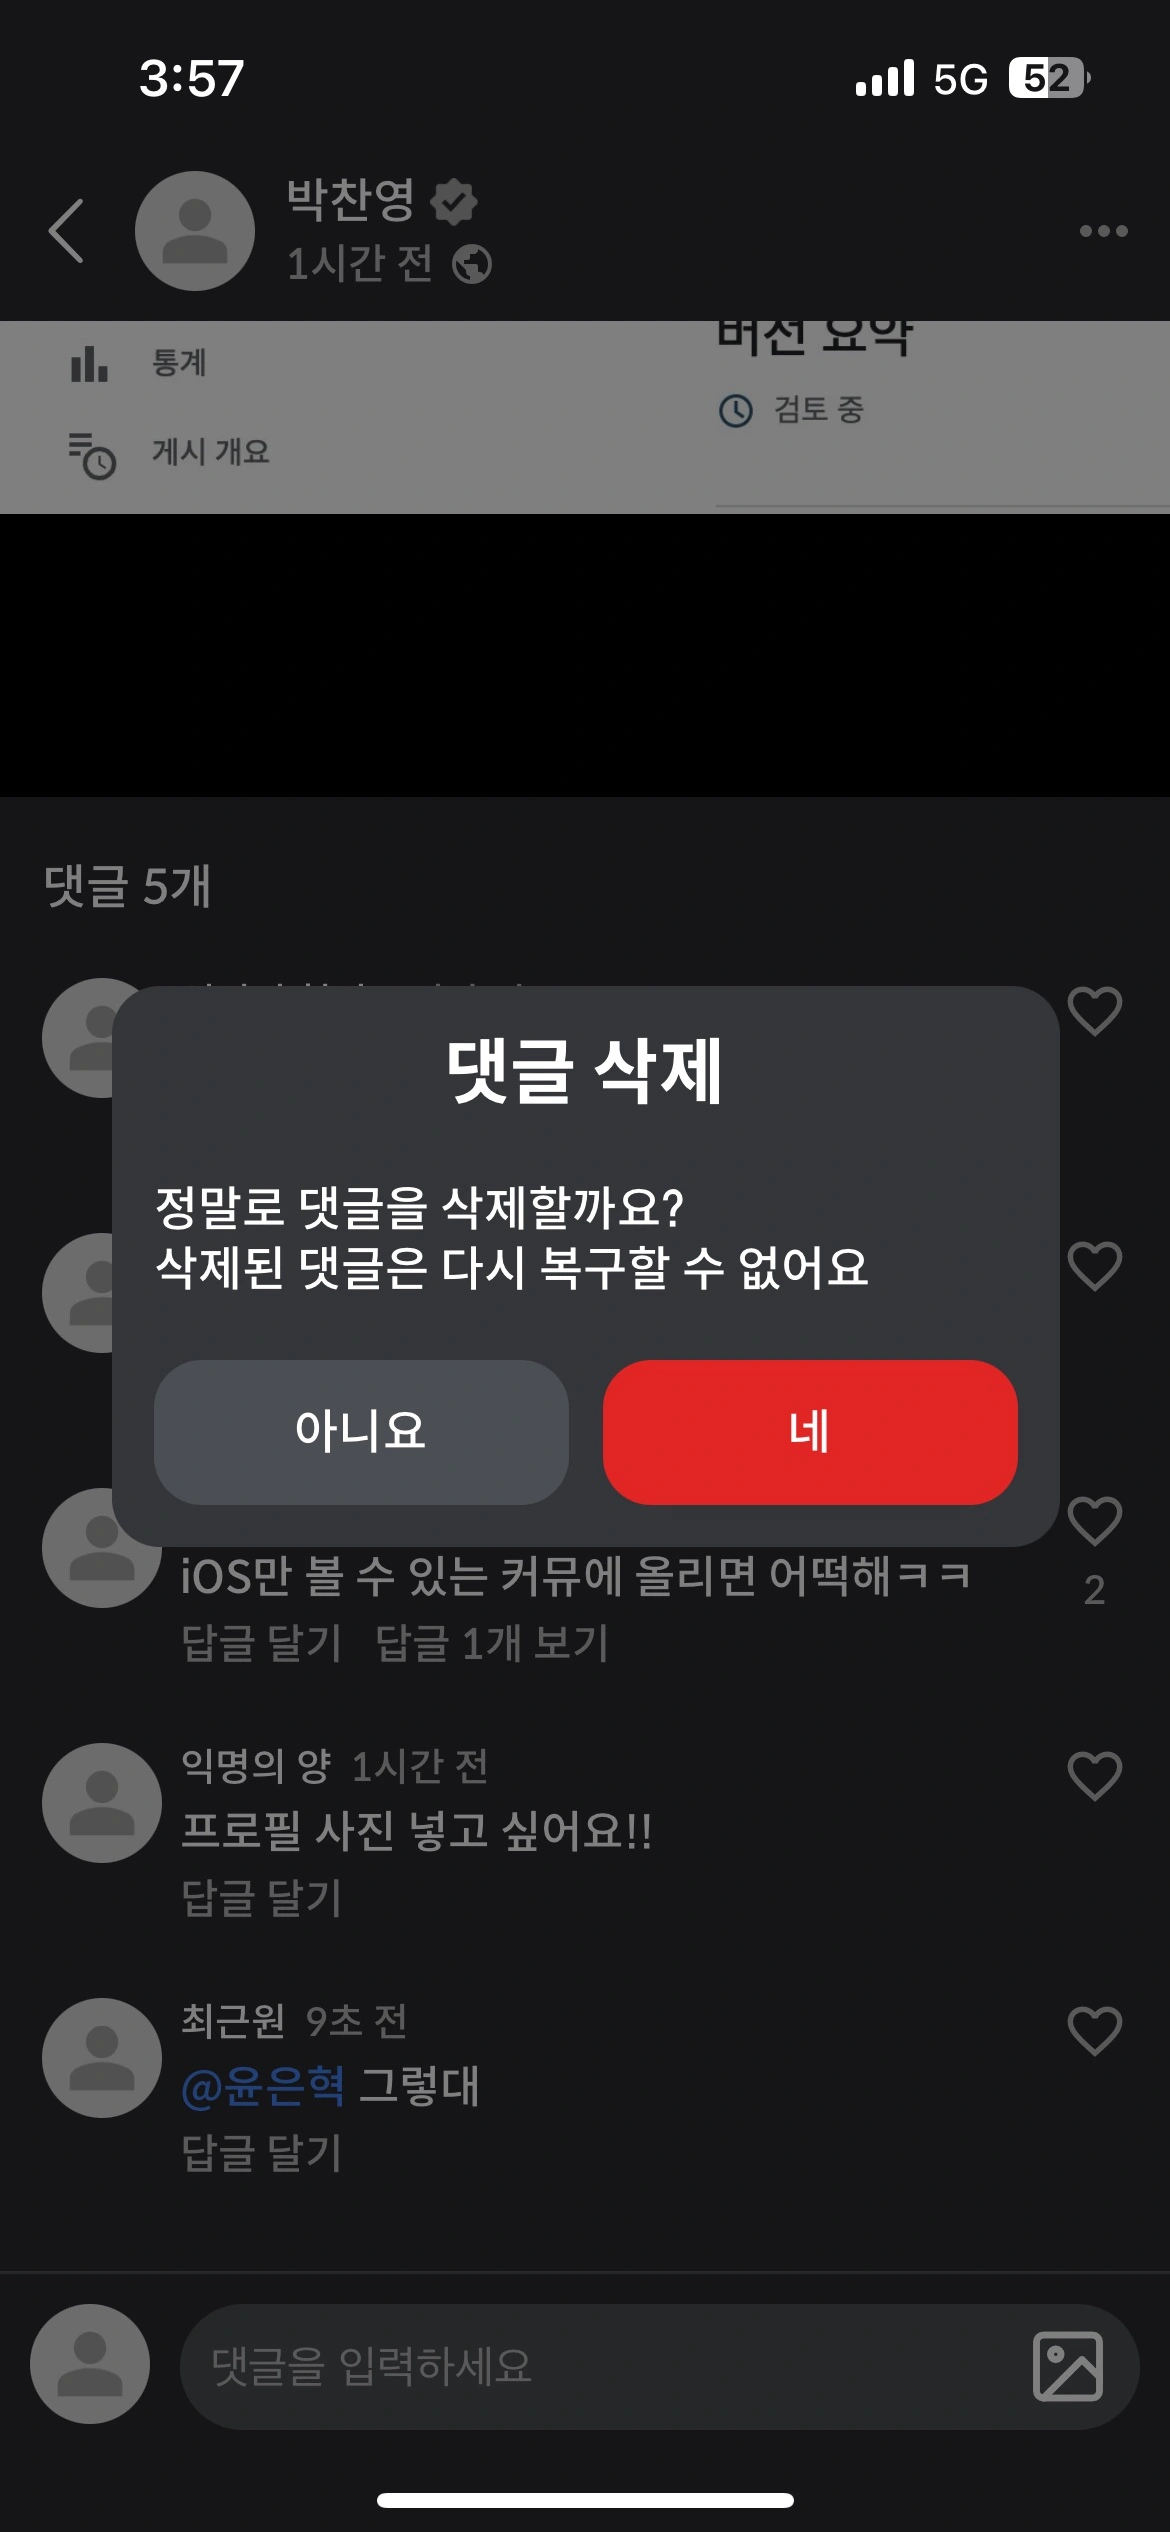 3:57
5G 52
박찬영
1시간 전
통계
버전 요약
검토 중
게시 개요
댓글 5개
댓글 삭제
정말로 댓글을 삭제할까요?
삭제된 댓글은 다시 복구할 수 없어요
아니요
네
iOS만 볼 수 있는 커뮤에 올리면 어떡해ㅋㅋ
2
답글 달기 답글 1개 보기
익명의 양 1시간 전
프로필 사진 넣고 싶어요!!
답글 달기
최근원 9초 전
@윤은혁 그렇대
답글 달기
댓글을 입력하세요